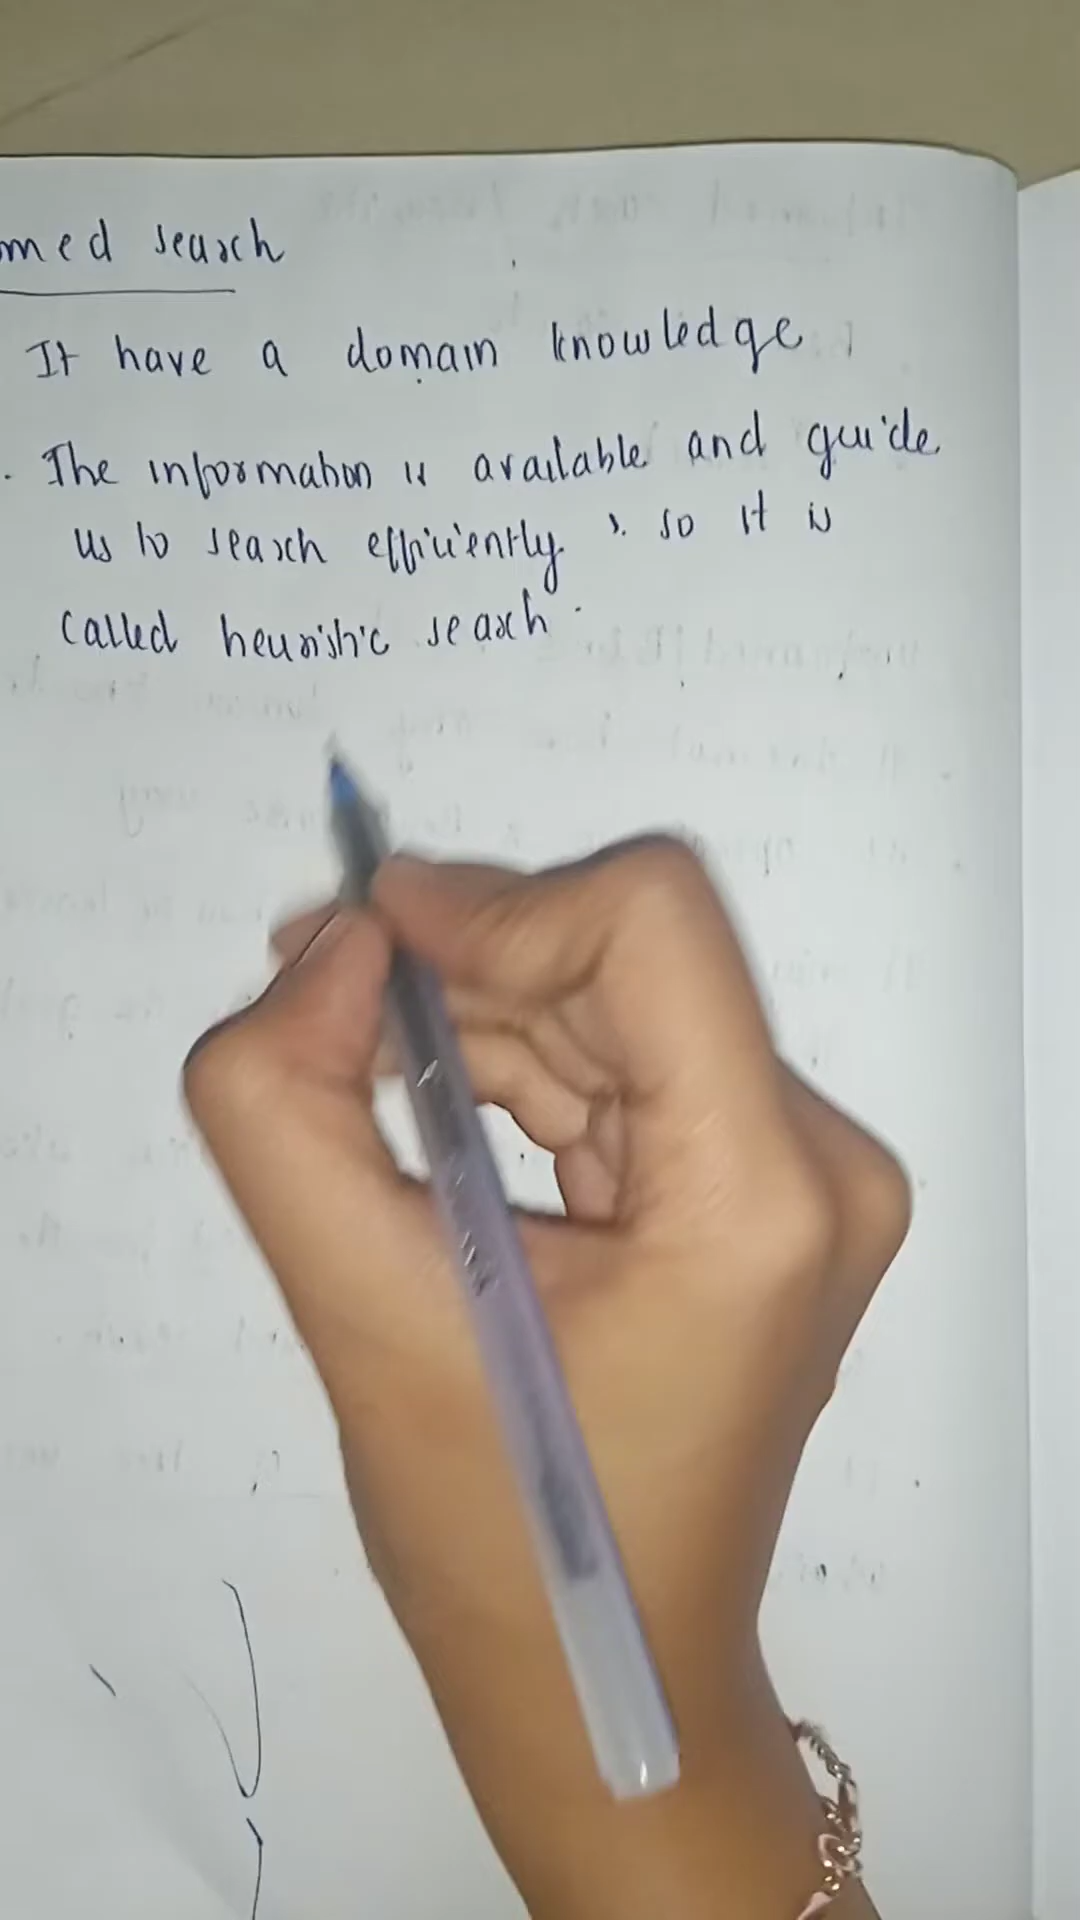 med search
It have a domain knowledge
. The information is available and guide
us to search efficiently . so it is
called heuristic search .